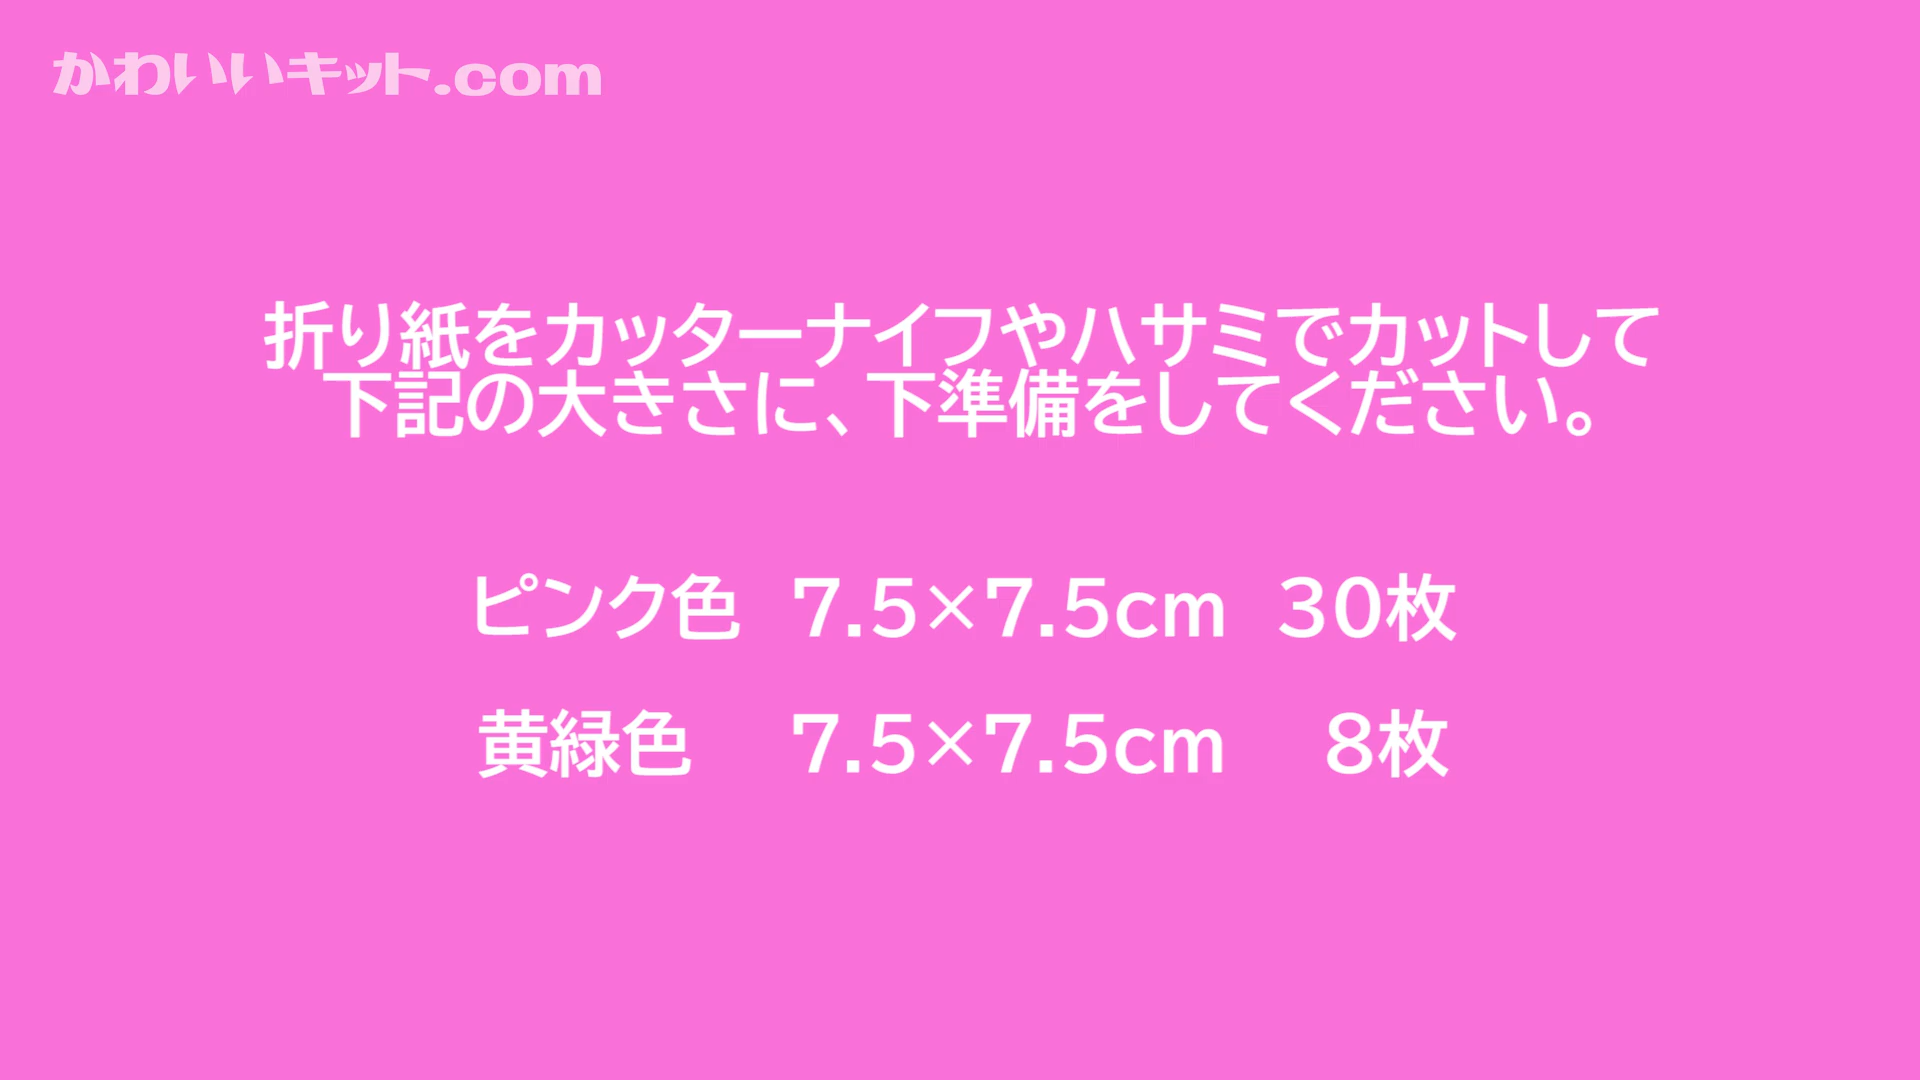 かわいいキット.com
折り紙をカッターナイフやハサミでカットして
下記の大きさに、下準備をしてください。
ピンク色 7.5×7.5cm 30枚
黄緑色 7.5×7.5cm 8枚